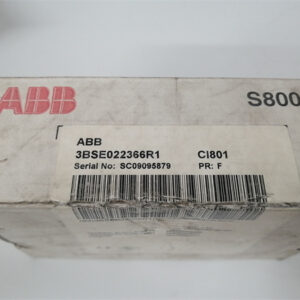 ABB
S800
ABB
3BSE022366R1 CI801
Serial No: SC09095879 PR: F